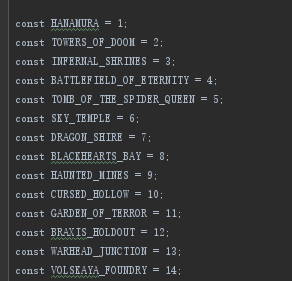 const HANAMURA = 1;
const TOWERS_OF_DOOM = 2;
const INFERNAL_SHRINES = 3;
const BATTLEFIELD_OF_ETERNITY = 4;
const TOMB_OF_THE_SPIDER_QUEEN = 5;
const SKY_TEMPLE = 6;
const DRAGON_SHIRE = 7;
const BLACKHEARTS_BAY = 8;
const HAUNTED_MINES = 9;
const CURSED_HOLLOW = 10;
const GARDEN_OF_TERROR = 11;
const BRAXIS_HOLDOUT = 12;
const WARHEAD_JUNCTION = 13;
const VOLSKAYA_FOUNDRY = 14;